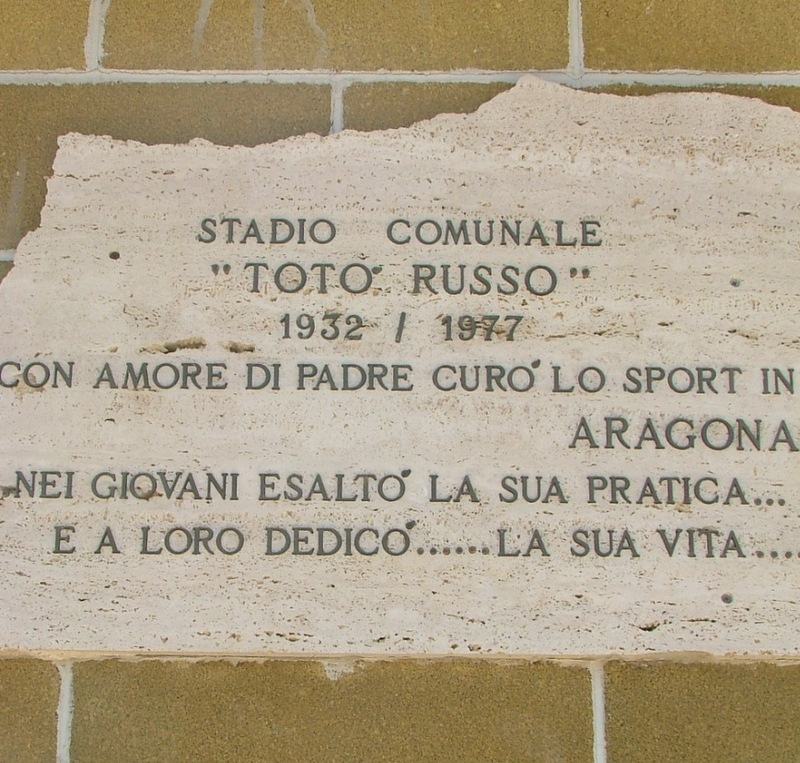 STADIO COMUNALE
"TOTO' RUSSO"
1932 / 1977
CON AMORE DI PADRE CURO' LO SPORT IN
ARAGONA
NEI GIOVANI ESALTO' LA SUA PRATICA...
E A LORO DEDICO'......LA SUA VITA....